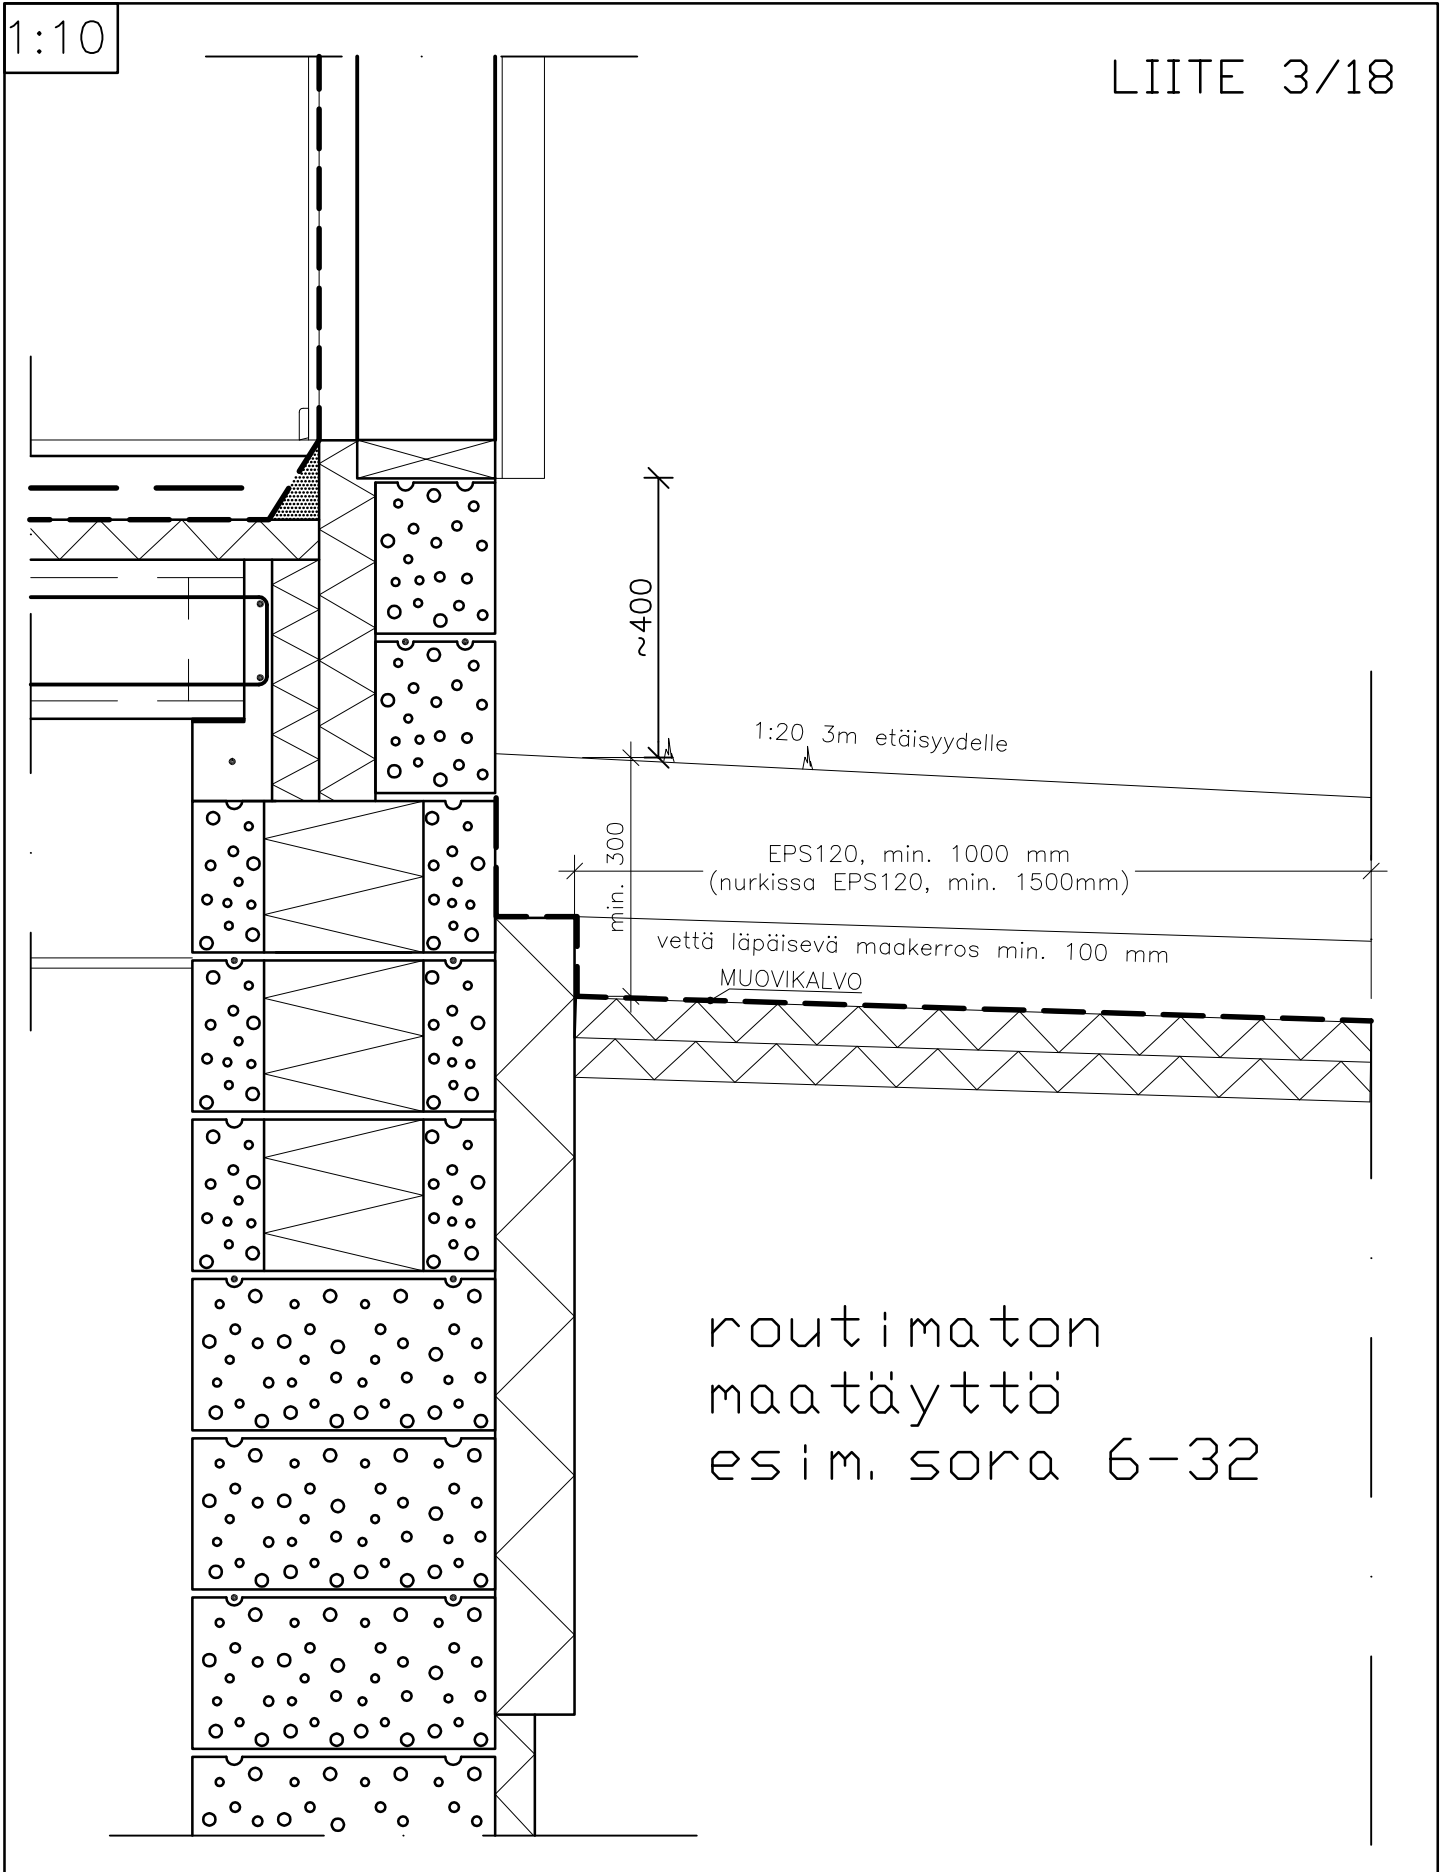 1:10
LIITE 3/18
~400
1:20 3m etäisyydelle
min. 300
EPS120, min. 1000 mm
(nurkissa EPS120, min. 1500mm)
vettä läpäisevä maakerros min. 100 mm
MUOVIKALVO
routimaton
maatäyttö
esim. sora 6-32